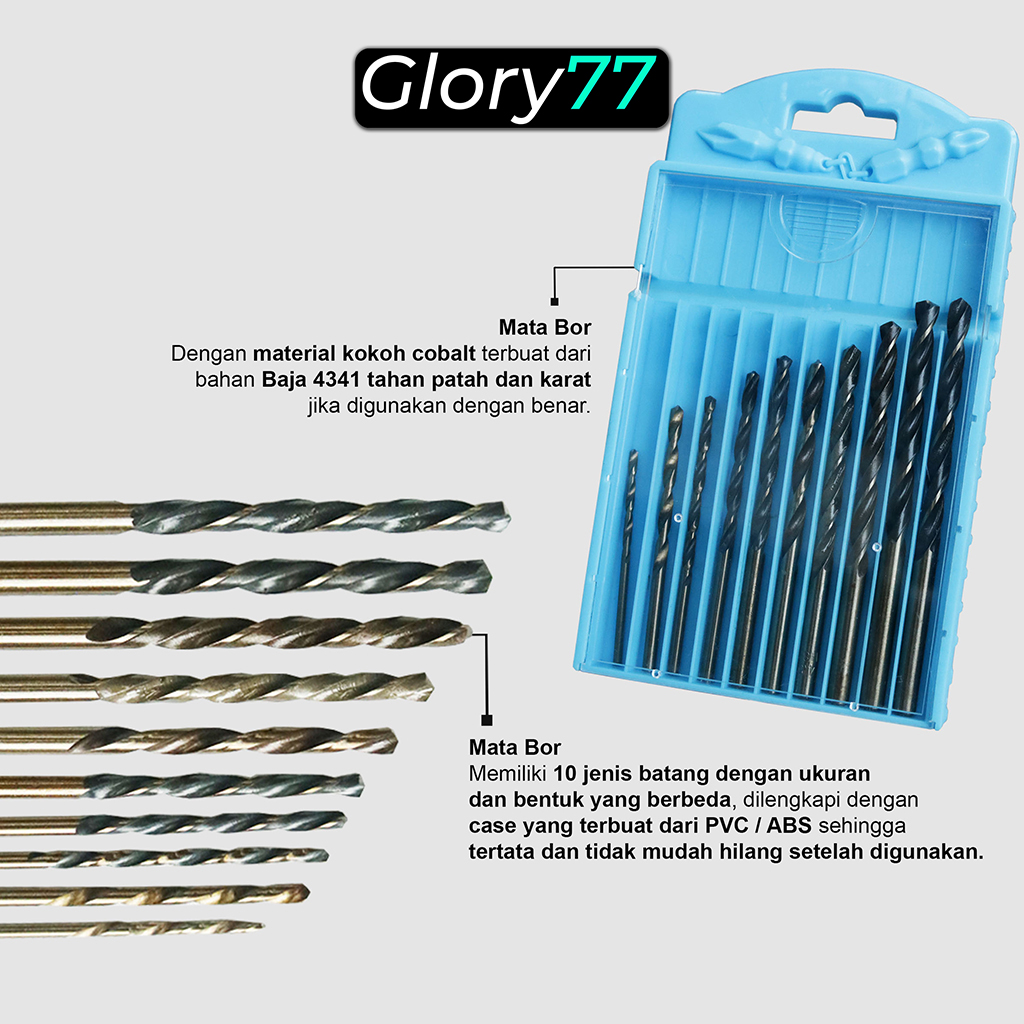 Glory77
Mata Bor
Dengan material kokoh cobalt terbuat dari
bahan Baja 4341 tahan patah dan karat
jika digunakan dengan benar.
Mata Bor
Memiliki 10 jenis batang dengan ukuran
dan bentuk yang berbeda, dilengkapi dengan
case yang terbuat dari PVC / ABS sehingga
tertata dan tidak mudah hilang setelah digunakan.